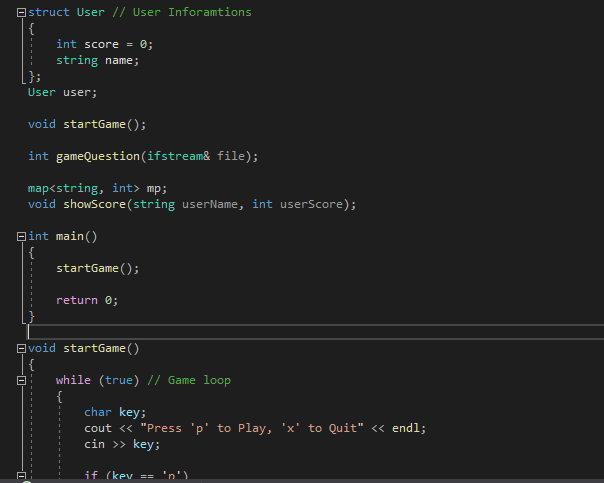 struct User // User Inforamtions
{
int score = 0;
string name;
};
User user;
void startGame();
int gameQuestion(ifstream& file);
map<string, int> mp;
void showScore(string userName, int userScore);
int main()
{
startGame();
return 0;
}
void startGame()
{
while (true) // Game loop
{
char key;
cout << "Press 'p' to Play, 'x' to Quit" << endl;
cin >> key;
if (key == 'p')